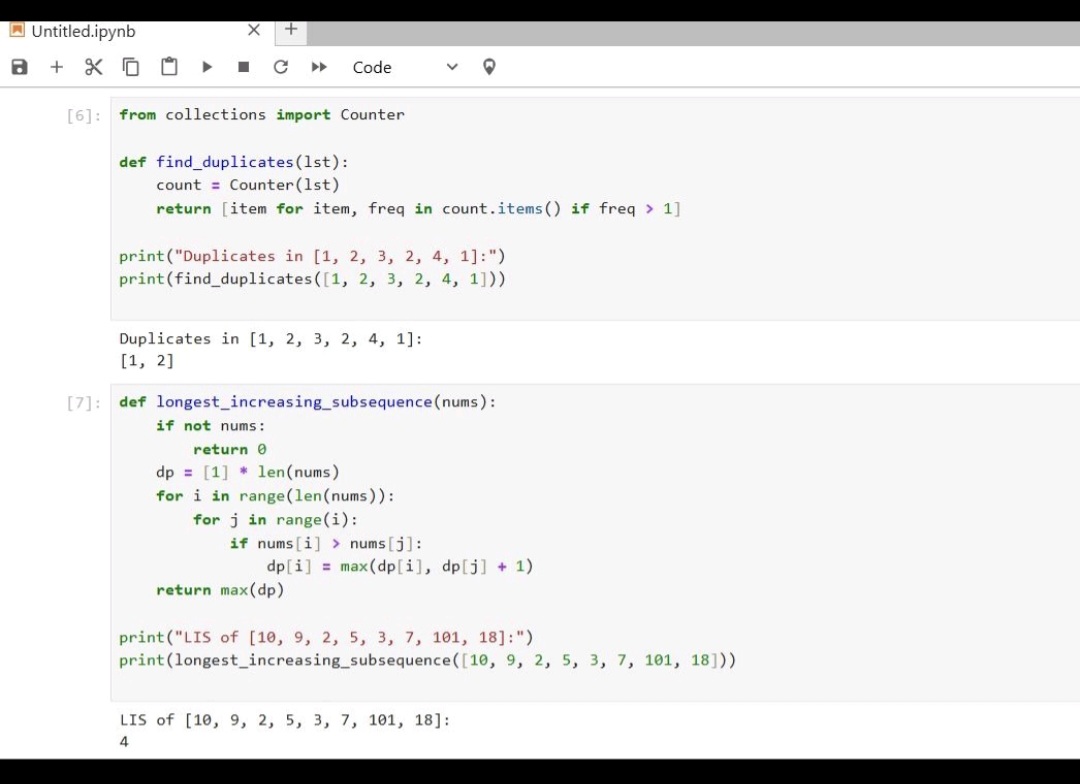 Untitled.ipynb
Code
[6]:
from collections import Counter
def find_duplicates(lst):
    count = Counter(lst)
    return [item for item, freq in count.items() if freq > 1]
print("Duplicates in [1, 2, 3, 2, 4, 1]:")
print(find_duplicates([1, 2, 3, 2, 4, 1]))
Duplicates in [1, 2, 3, 2, 4, 1]:
[1, 2]
[7]:
def longest_increasing_subsequence(nums):
    if not nums:
        return 0
    dp = [1] * len(nums)
    for i in range(len(nums)):
        for j in range(i):
            if nums[i] > nums[j]:
                dp[i] = max(dp[i], dp[j] + 1)
    return max(dp)
print("LIS of [10, 9, 2, 5, 3, 7, 101, 18]:")
print(longest_increasing_subsequence([10, 9, 2, 5, 3, 7, 101, 18]))
LIS of [10, 9, 2, 5, 3, 7, 101, 18]:
4